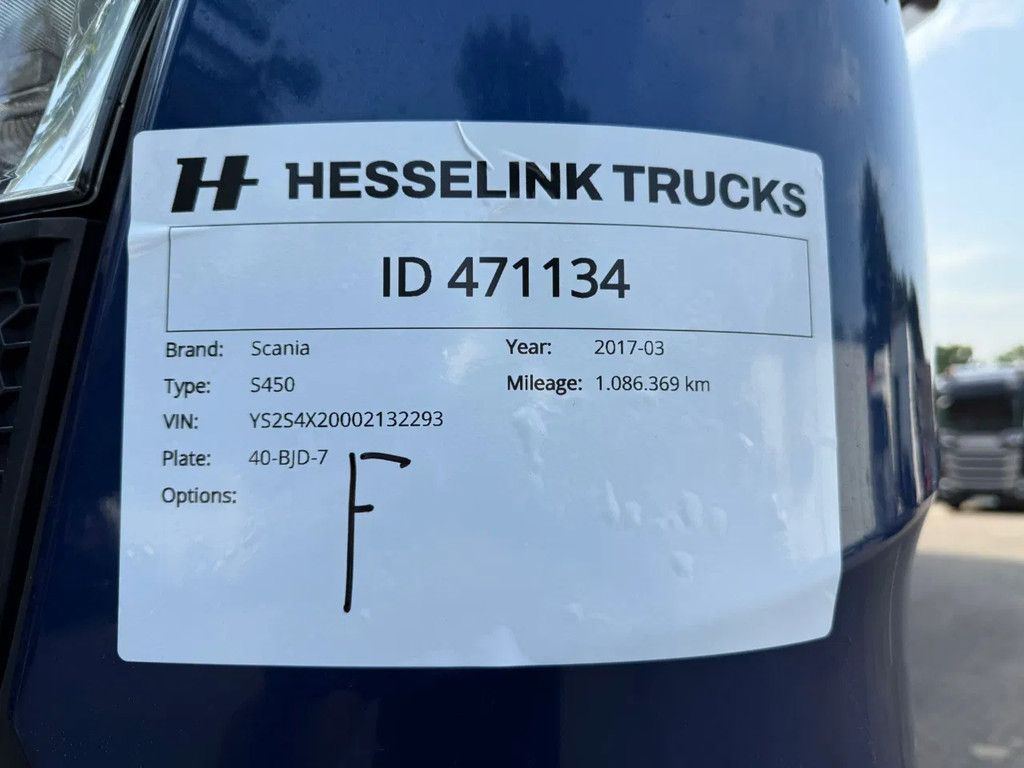 HESSELINK TRUCKS
ID 471134
Brand: Scania Year: 2017-03
Type: S450 Mileage: 1.086.369 km
VIN: YS2S4X20002132293
Plate: 40-BJD-7
Options:
F